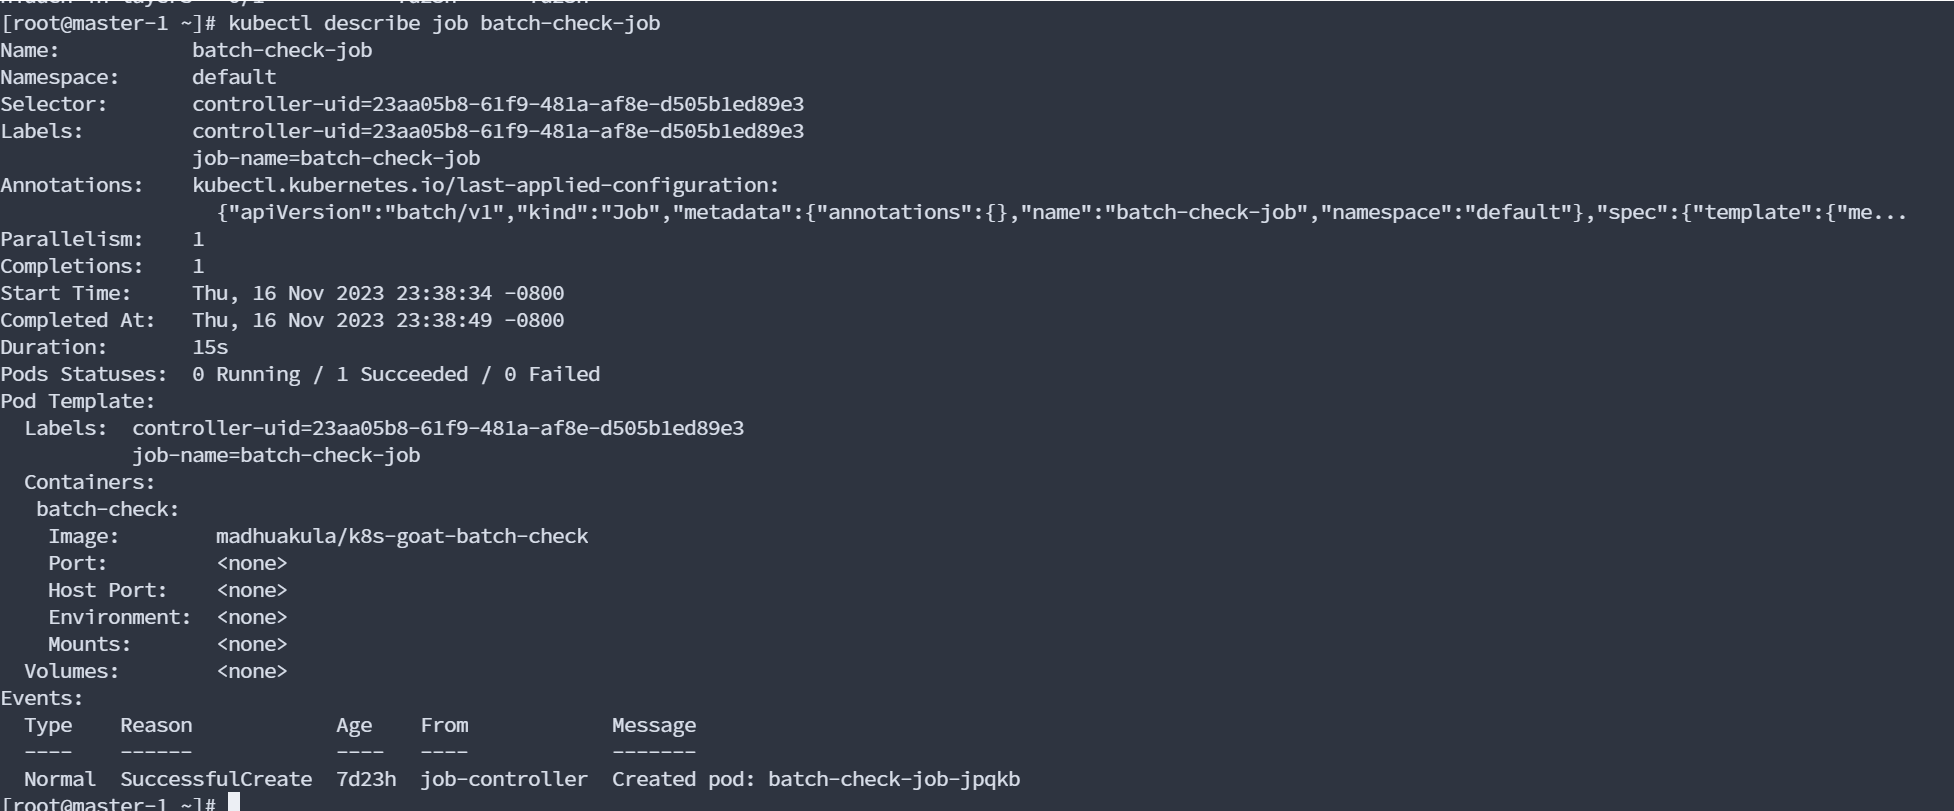 hidden-in-layers   0/1           7d23h      7d23h
[root@master-1 ~]# kubectl describe job batch-check-job
Name:           batch-check-job
Namespace:      default
Selector:       controller-uid=23aa05b8-61f9-481a-af8e-d505b1ed89e3
Labels:         controller-uid=23aa05b8-61f9-481a-af8e-d505b1ed89e3
                job-name=batch-check-job
Annotations:    kubectl.kubernetes.io/last-applied-configuration:
                  {"apiVersion":"batch/v1","kind":"Job","metadata":{"annotations":{},"name":"batch-check-job","namespace":"default"},"spec":{"template":{"me...
Parallelism:    1
Completions:    1
Start Time:     Thu, 16 Nov 2023 23:38:34 -0800
Completed At:   Thu, 16 Nov 2023 23:38:49 -0800
Duration:       15s
Pods Statuses:  0 Running / 1 Succeeded / 0 Failed
Pod Template:
  Labels:  controller-uid=23aa05b8-61f9-481a-af8e-d505b1ed89e3
           job-name=batch-check-job
  Containers:
   batch-check:
    Image:        madhuakula/k8s-goat-batch-check
    Port:         <none>
    Host Port:    <none>
    Environment:  <none>
    Mounts:       <none>
  Volumes:        <none>
Events:
  Type    Reason            Age    From            Message
  ----    ------            ----   ----            -------
  Normal  SuccessfulCreate  7d23h  job-controller  Created pod: batch-check-job-jpqkb
[root@master-1 ~]#